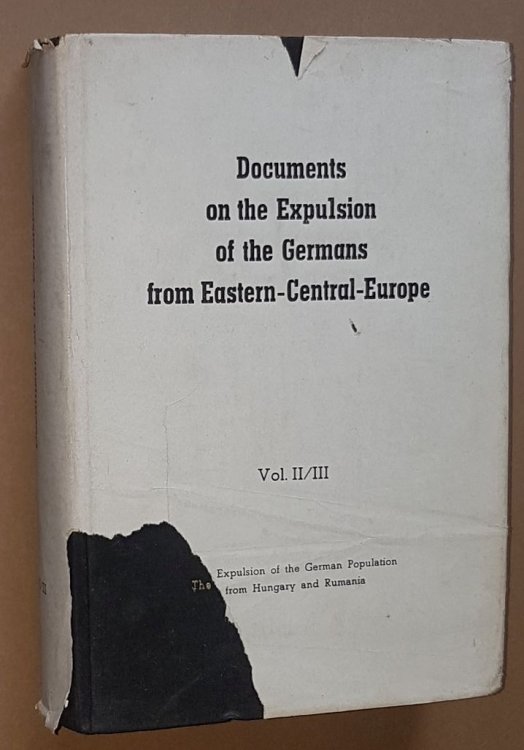 Documents
on the Expulsion
of the Germans
from Eastern-Central-Europe
Vol. II/III
Expulsion of the German Population
The from Hungary and Rumania